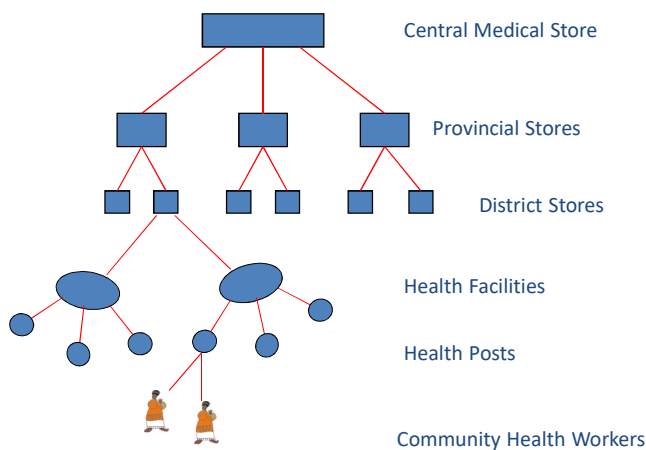 Central Medical Store
Provincial Stores
District Stores
Health Facilities
Health Posts
Community Health Workers